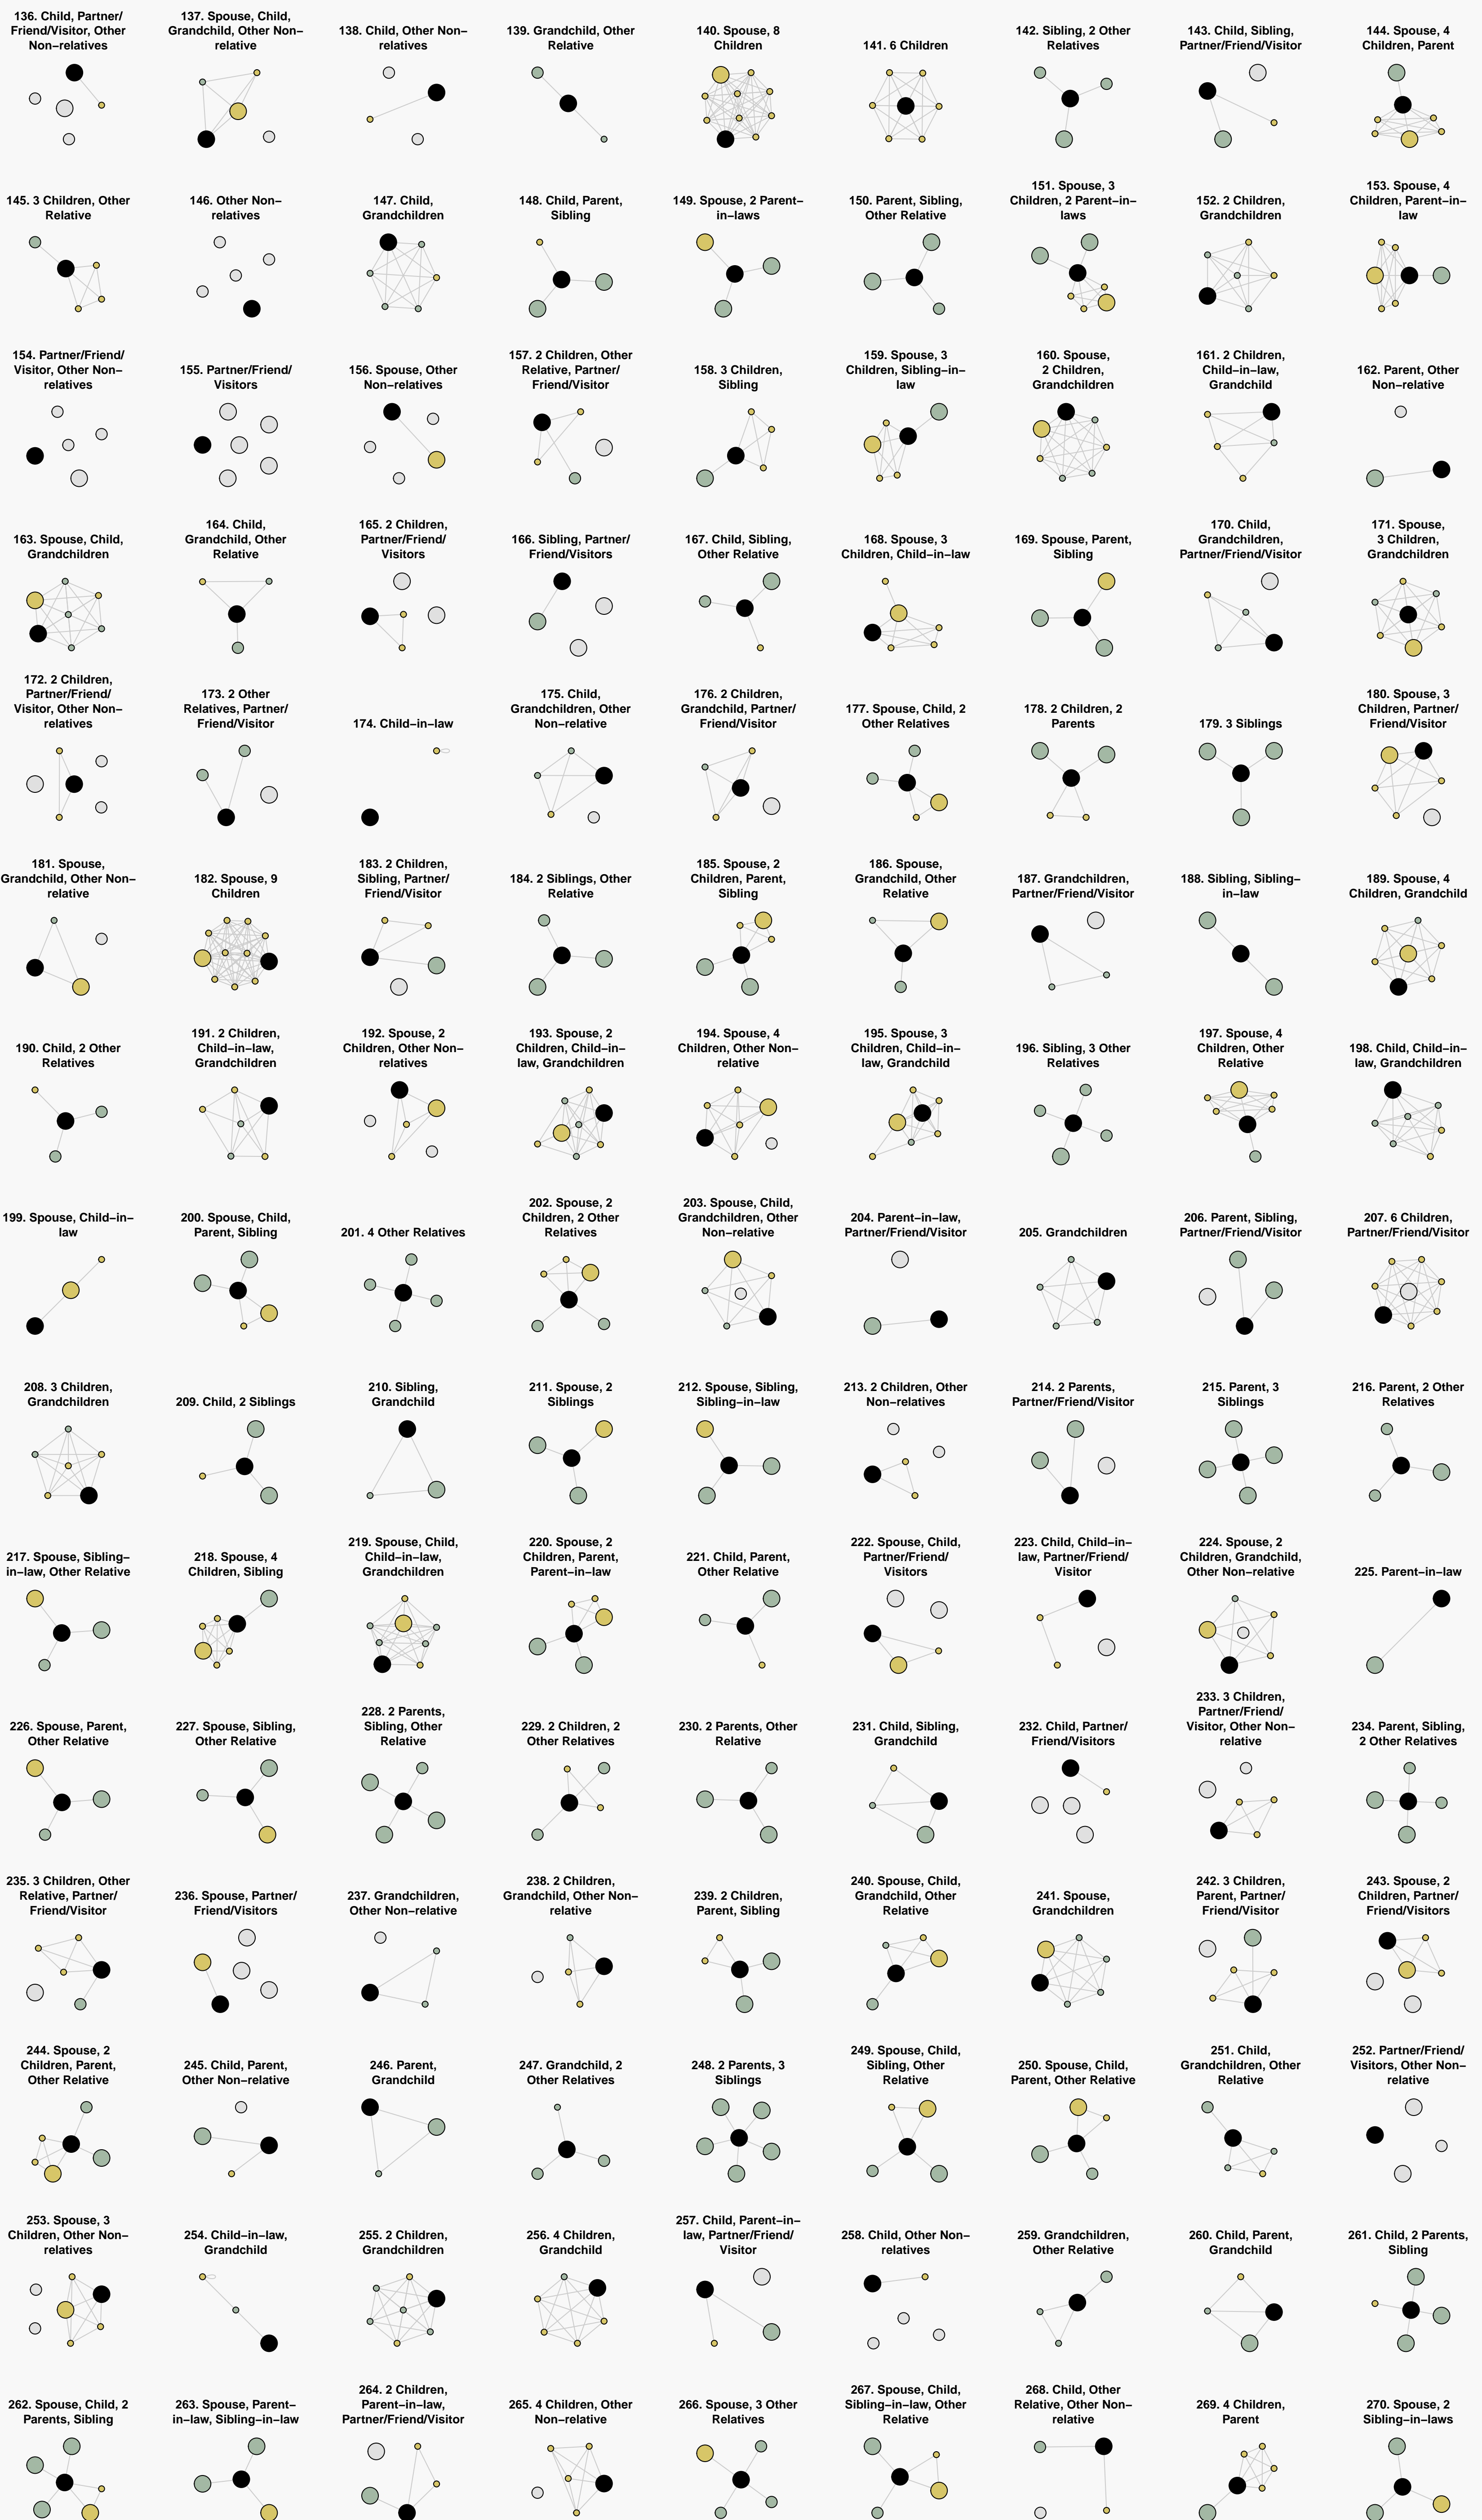 136. Child, Partner/
Friend/Visitor, Other
Non−relatives
137. Spouse, Child,
Grandchild, Other Non−
relative
138. Child, Other Non−
relatives
139. Grandchild, Other
Relative
140. Spouse, 8
Children
141. 6 Children
142. Sibling, 2 Other
Relatives
143. Child, Sibling,
Partner/Friend/Visitor
144. Spouse, 4
Children, Parent
145. 3 Children, Other
Relative
146. Other Non−
relatives
147. Child,
Grandchildren
148. Child, Parent,
Sibling
149. Spouse, 2 Parent−
in−laws
150. Parent, Sibling,
Other Relative
151. Spouse, 3
Children, 2 Parent−in−
laws
152. 2 Children,
Grandchildren
153. Spouse, 4
Children, Parent−in−
law
154. Partner/Friend/
Visitor, Other Non−
relatives
155. Partner/Friend/
Visitors
156. Spouse, Other
Non−relatives
157. 2 Children, Other
Relative, Partner/
Friend/Visitor
158. 3 Children,
Sibling
159. Spouse, 3
Children, Sibling−in−
law
160. Spouse,
2 Children,
Grandchildren
161. 2 Children,
Child−in−law,
Grandchild
162. Parent, Other
Non−relative
163. Spouse, Child,
Grandchildren
164. Child,
Grandchild, Other
Relative
165. 2 Children,
Partner/Friend/
Visitors
166. Sibling, Partner/
Friend/Visitors
167. Child, Sibling,
Other Relative
168. Spouse, 3
Children, Child−in−law
169. Spouse, Parent,
Sibling
170. Child,
Grandchildren,
Partner/Friend/Visitor
171. Spouse,
3 Children,
Grandchildren
172. 2 Children,
Partner/Friend/
Visitor, Other Non−
relatives
173. 2 Other
Relatives, Partner/
Friend/Visitor
174. Child−in−law
175. Child,
Grandchildren, Other
Non−relative
176. 2 Children,
Grandchild, Partner/
Friend/Visitor
177. Spouse, Child, 2
Other Relatives
178. 2 Children, 2
Parents
179. 3 Siblings
180. Spouse, 3
Children, Partner/
Friend/Visitor
181. Spouse,
Grandchild, Other Non−
relative
182. Spouse, 9
Children
183. 2 Children,
Sibling, Partner/
Friend/Visitor
184. 2 Siblings, Other
Relative
185. Spouse, 2
Children, Parent,
Sibling
186. Spouse,
Grandchild, Other
Relative
187. Grandchildren,
Partner/Friend/Visitor
188. Sibling, Sibling−
in−law
189. Spouse, 4
Children, Grandchild
190. Child, 2 Other
Relatives
191. 2 Children,
Child−in−law,
Grandchildren
192. Spouse, 2
Children, Other Non−
relatives
193. Spouse, 2
Children, Child−in−
law, Grandchildren
194. Spouse, 4
Children, Other Non−
relative
195. Spouse, 3
Children, Child−in−
law, Grandchild
196. Sibling, 3 Other
Relatives
197. Spouse, 4
Children, Other
Relative
198. Child, Child−in−
law, Grandchildren
199. Spouse, Child−in−
law
200. Spouse, Child,
Parent, Sibling
201. 4 Other Relatives
202. Spouse, 2
Children, 2 Other
Relatives
203. Spouse, Child,
Grandchildren, Other
Non−relative
204. Parent−in−law,
Partner/Friend/Visitor
205. Grandchildren
206. Parent, Sibling,
Partner/Friend/Visitor
207. 6 Children,
Partner/Friend/Visitor
208. 3 Children,
Grandchildren
209. Child, 2 Siblings
210. Sibling,
Grandchild
211. Spouse, 2
Siblings
212. Spouse, Sibling,
Sibling−in−law
213. 2 Children, Other
Non−relatives
214. 2 Parents,
Partner/Friend/Visitor
215. Parent, 3
Siblings
216. Parent, 2 Other
Relatives
217. Spouse, Sibling−
in−law, Other Relative
218. Spouse, 4
Children, Sibling
219. Spouse, Child,
Child−in−law,
Grandchildren
220. Spouse, 2
Children, Parent,
Parent−in−law
221. Child, Parent,
Other Relative
222. Spouse, Child,
Partner/Friend/
Visitors
223. Child, Child−in−
law, Partner/Friend/
Visitor
224. Spouse, 2
Children, Grandchild,
Other Non−relative
225. Parent−in−law
226. Spouse, Parent,
Other Relative
227. Spouse, Sibling,
Other Relative
228. 2 Parents,
Sibling, Other
Relative
229. 2 Children, 2
Other Relatives
230. 2 Parents, Other
Relative
231. Child, Sibling,
Grandchild
232. Child, Partner/
Friend/Visitors
233. 3 Children,
Partner/Friend/
Visitor, Other Non−
relative
234. Parent, Sibling,
2 Other Relatives
235. 3 Children, Other
Relative, Partner/
Friend/Visitor
236. Spouse, Partner/
Friend/Visitors
237. Grandchildren,
Other Non−relative
238. 2 Children,
Grandchild, Other Non−
relative
239. 2 Children,
Parent, Sibling
240. Spouse, Child,
Grandchild, Other
Relative
241. Spouse,
Grandchildren
242. 3 Children,
Parent, Partner/
Friend/Visitor
243. Spouse, 2
Children, Partner/
Friend/Visitors
244. Spouse, 2
Children, Parent,
Other Relative
245. Child, Parent,
Other Non−relative
246. Parent,
Grandchild
247. Grandchild, 2
Other Relatives
248. 2 Parents, 3
Siblings
249. Spouse, Child,
Sibling, Other
Relative
250. Spouse, Child,
Parent, Other Relative
251. Child,
Grandchildren, Other
Relative
252. Partner/Friend/
Visitors, Other Non−
relative
253. Spouse, 3
Children, Other Non−
relatives
254. Child−in−law,
Grandchild
255. 2 Children,
Grandchildren
256. 4 Children,
Grandchild
257. Child, Parent−in−
law, Partner/Friend/
Visitor
258. Child, Other Non−
relatives
259. Grandchildren,
Other Relative
260. Child, Parent,
Grandchild
261. Child, 2 Parents,
Sibling
262. Spouse, Child, 2
Parents, Sibling
263. Spouse, Parent−
in−law, Sibling−in−law
264. 2 Children,
Parent−in−law,
Partner/Friend/Visitor
265. 4 Children, Other
Non−relative
266. Spouse, 3 Other
Relatives
267. Spouse, Child,
Sibling−in−law, Other
Relative
268. Child, Other
Relative, Other Non−
relative
269. 4 Children,
Parent
270. Spouse, 2
Sibling−in−laws